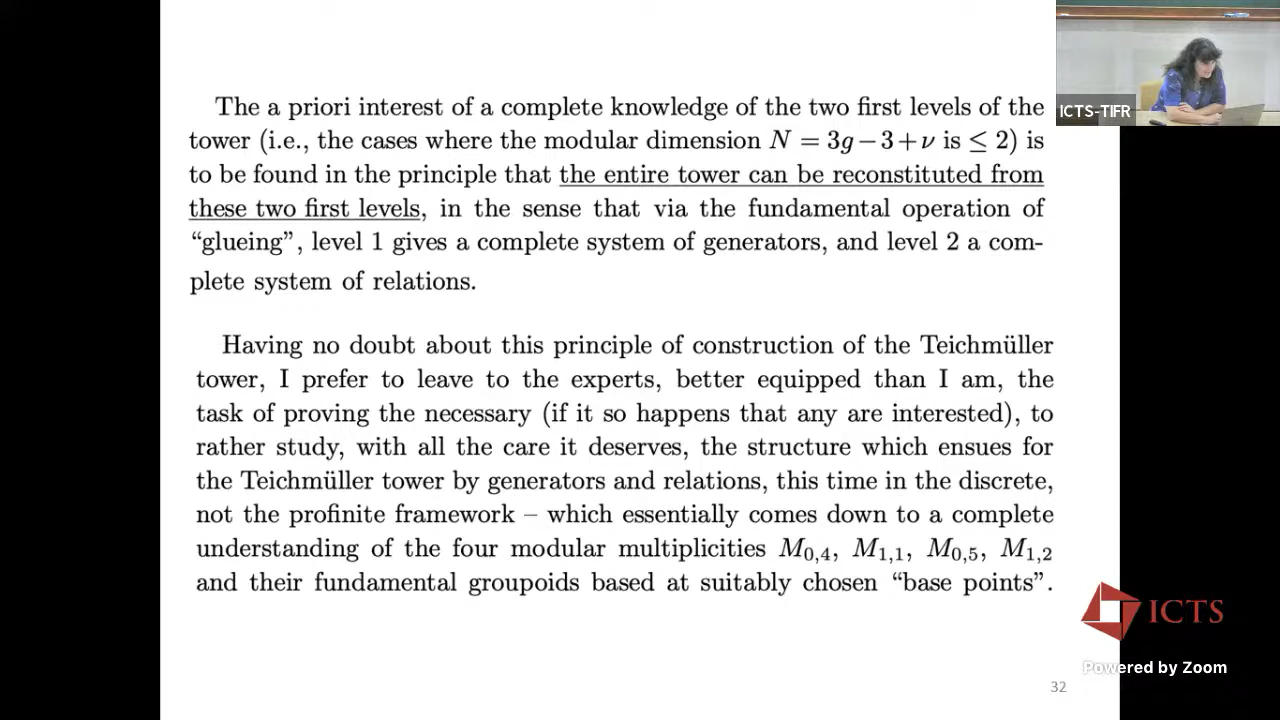 The a priori interest of a complete knowledge of the two first levels of the
tower (i.e., the cases where the modular dimension N = 3g − 3 + ν is ≤ 2) is
to be found in the principle that the entire tower can be reconstituted from
these two first levels, in the sense that via the fundamental operation of
“glueing”, level 1 gives a complete system of generators, and level 2 a com-
plete system of relations.
Having no doubt about this principle of construction of the Teichmüller
tower, I prefer to leave to the experts, better equipped than I am, the
task of proving the necessary (if it so happens that any are interested), to
rather study, with all the care it deserves, the structure which ensues for
the Teichmüller tower by generators and relations, this time in the discrete,
not the profinite framework – which essentially comes down to a complete
understanding of the four modular multiplicities M0,4, M1,1, M0,5, M1,2
and their fundamental groupoids based at suitably chosen “base points”.
ICTS-TIFR
ICTS
Powered by Zoom
32